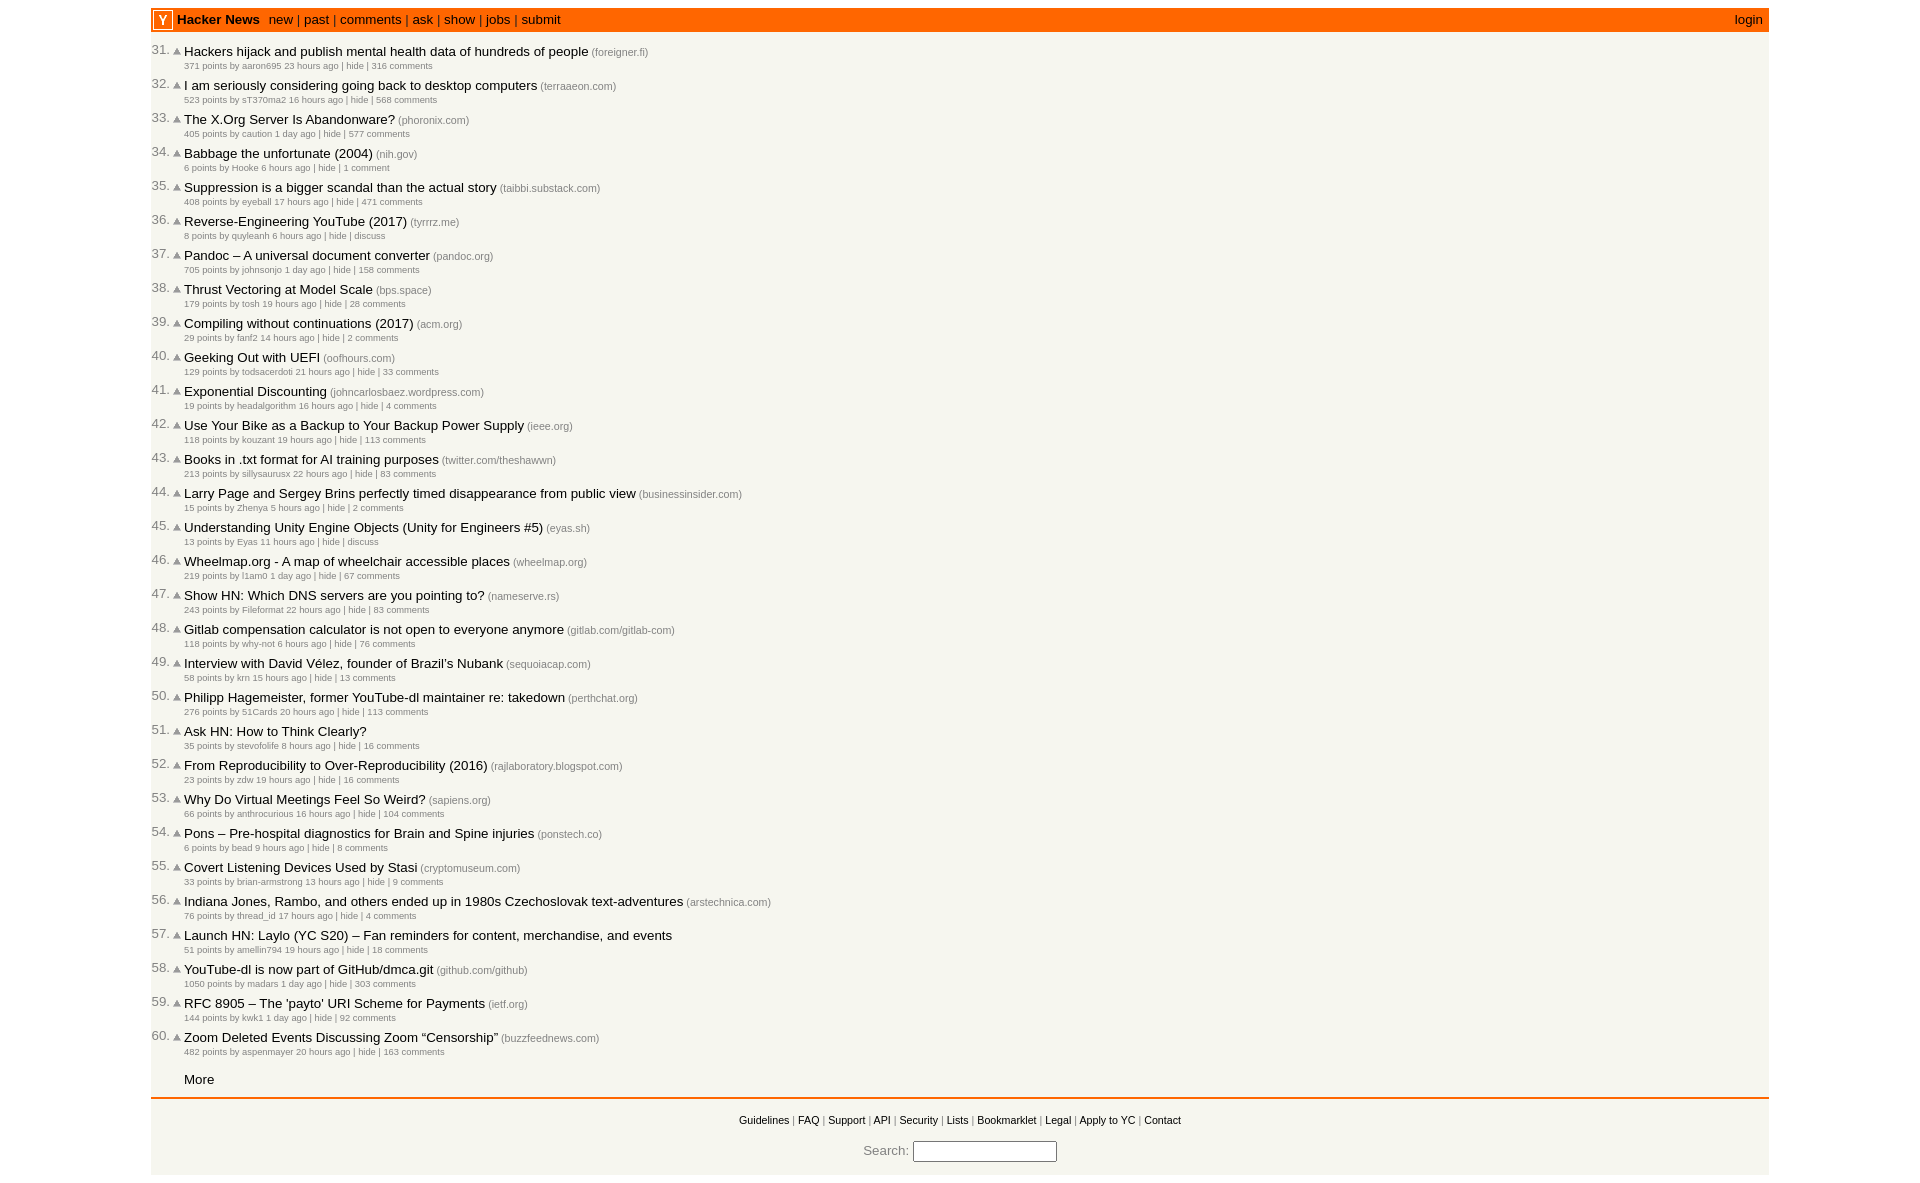 Y Hacker News new | past | comments | ask | show | jobs | submit login
31. Hackers hijack and publish mental health data of hundreds of people (foreigner.fi)
371 points by aaron695 23 hours ago | hide | 316 comments
32. I am seriously considering going back to desktop computers (terraaeon.com)
523 points by sT370ma2 16 hours ago | hide | 568 comments
33. The X.Org Server Is Abandonware? (phoronix.com)
405 points by caution 1 day ago | hide | 577 comments
34. Babbage the unfortunate (2004) (nih.gov)
6 points by Hooke 6 hours ago | hide | 1 comment
35. Suppression is a bigger scandal than the actual story (taibbi.substack.com)
408 points by eyeball 17 hours ago | hide | 471 comments
36. Reverse-Engineering YouTube (2017) (tyrrrz.me)
8 points by quyleanh 6 hours ago | hide | discuss
37. Pandoc – A universal document converter (pandoc.org)
705 points by johnsonjo 1 day ago | hide | 158 comments
38. Thrust Vectoring at Model Scale (bps.space)
179 points by tosh 19 hours ago | hide | 28 comments
39. Compiling without continuations (2017) (acm.org)
29 points by fanf2 14 hours ago | hide | 2 comments
40. Geeking Out with UEFI (oofhours.com)
129 points by todsacerdoti 21 hours ago | hide | 33 comments
41. Exponential Discounting (johncarlosbaez.wordpress.com)
19 points by headalgorithm 16 hours ago | hide | 4 comments
42. Use Your Bike as a Backup to Your Backup Power Supply (ieee.org)
118 points by kouzant 19 hours ago | hide | 113 comments
43. Books in .txt format for AI training purposes (twitter.com/theshawwn)
213 points by sillysaurusx 22 hours ago | hide | 83 comments
44. Larry Page and Sergey Brins perfectly timed disappearance from public view (businessinsider.com)
15 points by Zhenya 5 hours ago | hide | 2 comments
45. Understanding Unity Engine Objects (Unity for Engineers #5) (eyas.sh)
13 points by Eyas 11 hours ago | hide | discuss
46. Wheelmap.org - A map of wheelchair accessible places (wheelmap.org)
219 points by l1am0 1 day ago | hide | 67 comments
47. Show HN: Which DNS servers are you pointing to? (nameserve.rs)
243 points by Fileformat 22 hours ago | hide | 83 comments
48. Gitlab compensation calculator is not open to everyone anymore (gitlab.com/gitlab-com)
118 points by why-not 6 hours ago | hide | 76 comments
49. Interview with David Vélez, founder of Brazil’s Nubank (sequoiacap.com)
58 points by krn 15 hours ago | hide | 13 comments
50. Philipp Hagemeister, former YouTube-dl maintainer re: takedown (perthchat.org)
276 points by 51Cards 20 hours ago | hide | 113 comments
51. Ask HN: How to Think Clearly?
35 points by stevofolife 8 hours ago | hide | 16 comments
52. From Reproducibility to Over-Reproducibility (2016) (rajlaboratory.blogspot.com)
23 points by zdw 19 hours ago | hide | 16 comments
53. Why Do Virtual Meetings Feel So Weird? (sapiens.org)
66 points by anthrocurious 16 hours ago | hide | 104 comments
54. Pons – Pre-hospital diagnostics for Brain and Spine injuries (ponstech.co)
6 points by bead 9 hours ago | hide | 8 comments
55. Covert Listening Devices Used by Stasi (cryptomuseum.com)
33 points by brian-armstrong 13 hours ago | hide | 9 comments
56. Indiana Jones, Rambo, and others ended up in 1980s Czechoslovak text-adventures (arstechnica.com)
76 points by thread_id 17 hours ago | hide | 4 comments
57. Launch HN: Laylo (YC S20) – Fan reminders for content, merchandise, and events
51 points by amellin794 19 hours ago | hide | 18 comments
58. YouTube-dl is now part of GitHub/dmca.git (github.com/github)
1050 points by madars 1 day ago | hide | 303 comments
59. RFC 8905 – The 'payto' URI Scheme for Payments (ietf.org)
144 points by kwk1 1 day ago | hide | 92 comments
60. Zoom Deleted Events Discussing Zoom “Censorship” (buzzfeednews.com)
482 points by aspenmayer 20 hours ago | hide | 163 comments
More
Guidelines | FAQ | Support | API | Security | Lists | Bookmarklet | Legal | Apply to YC | Contact
Search: